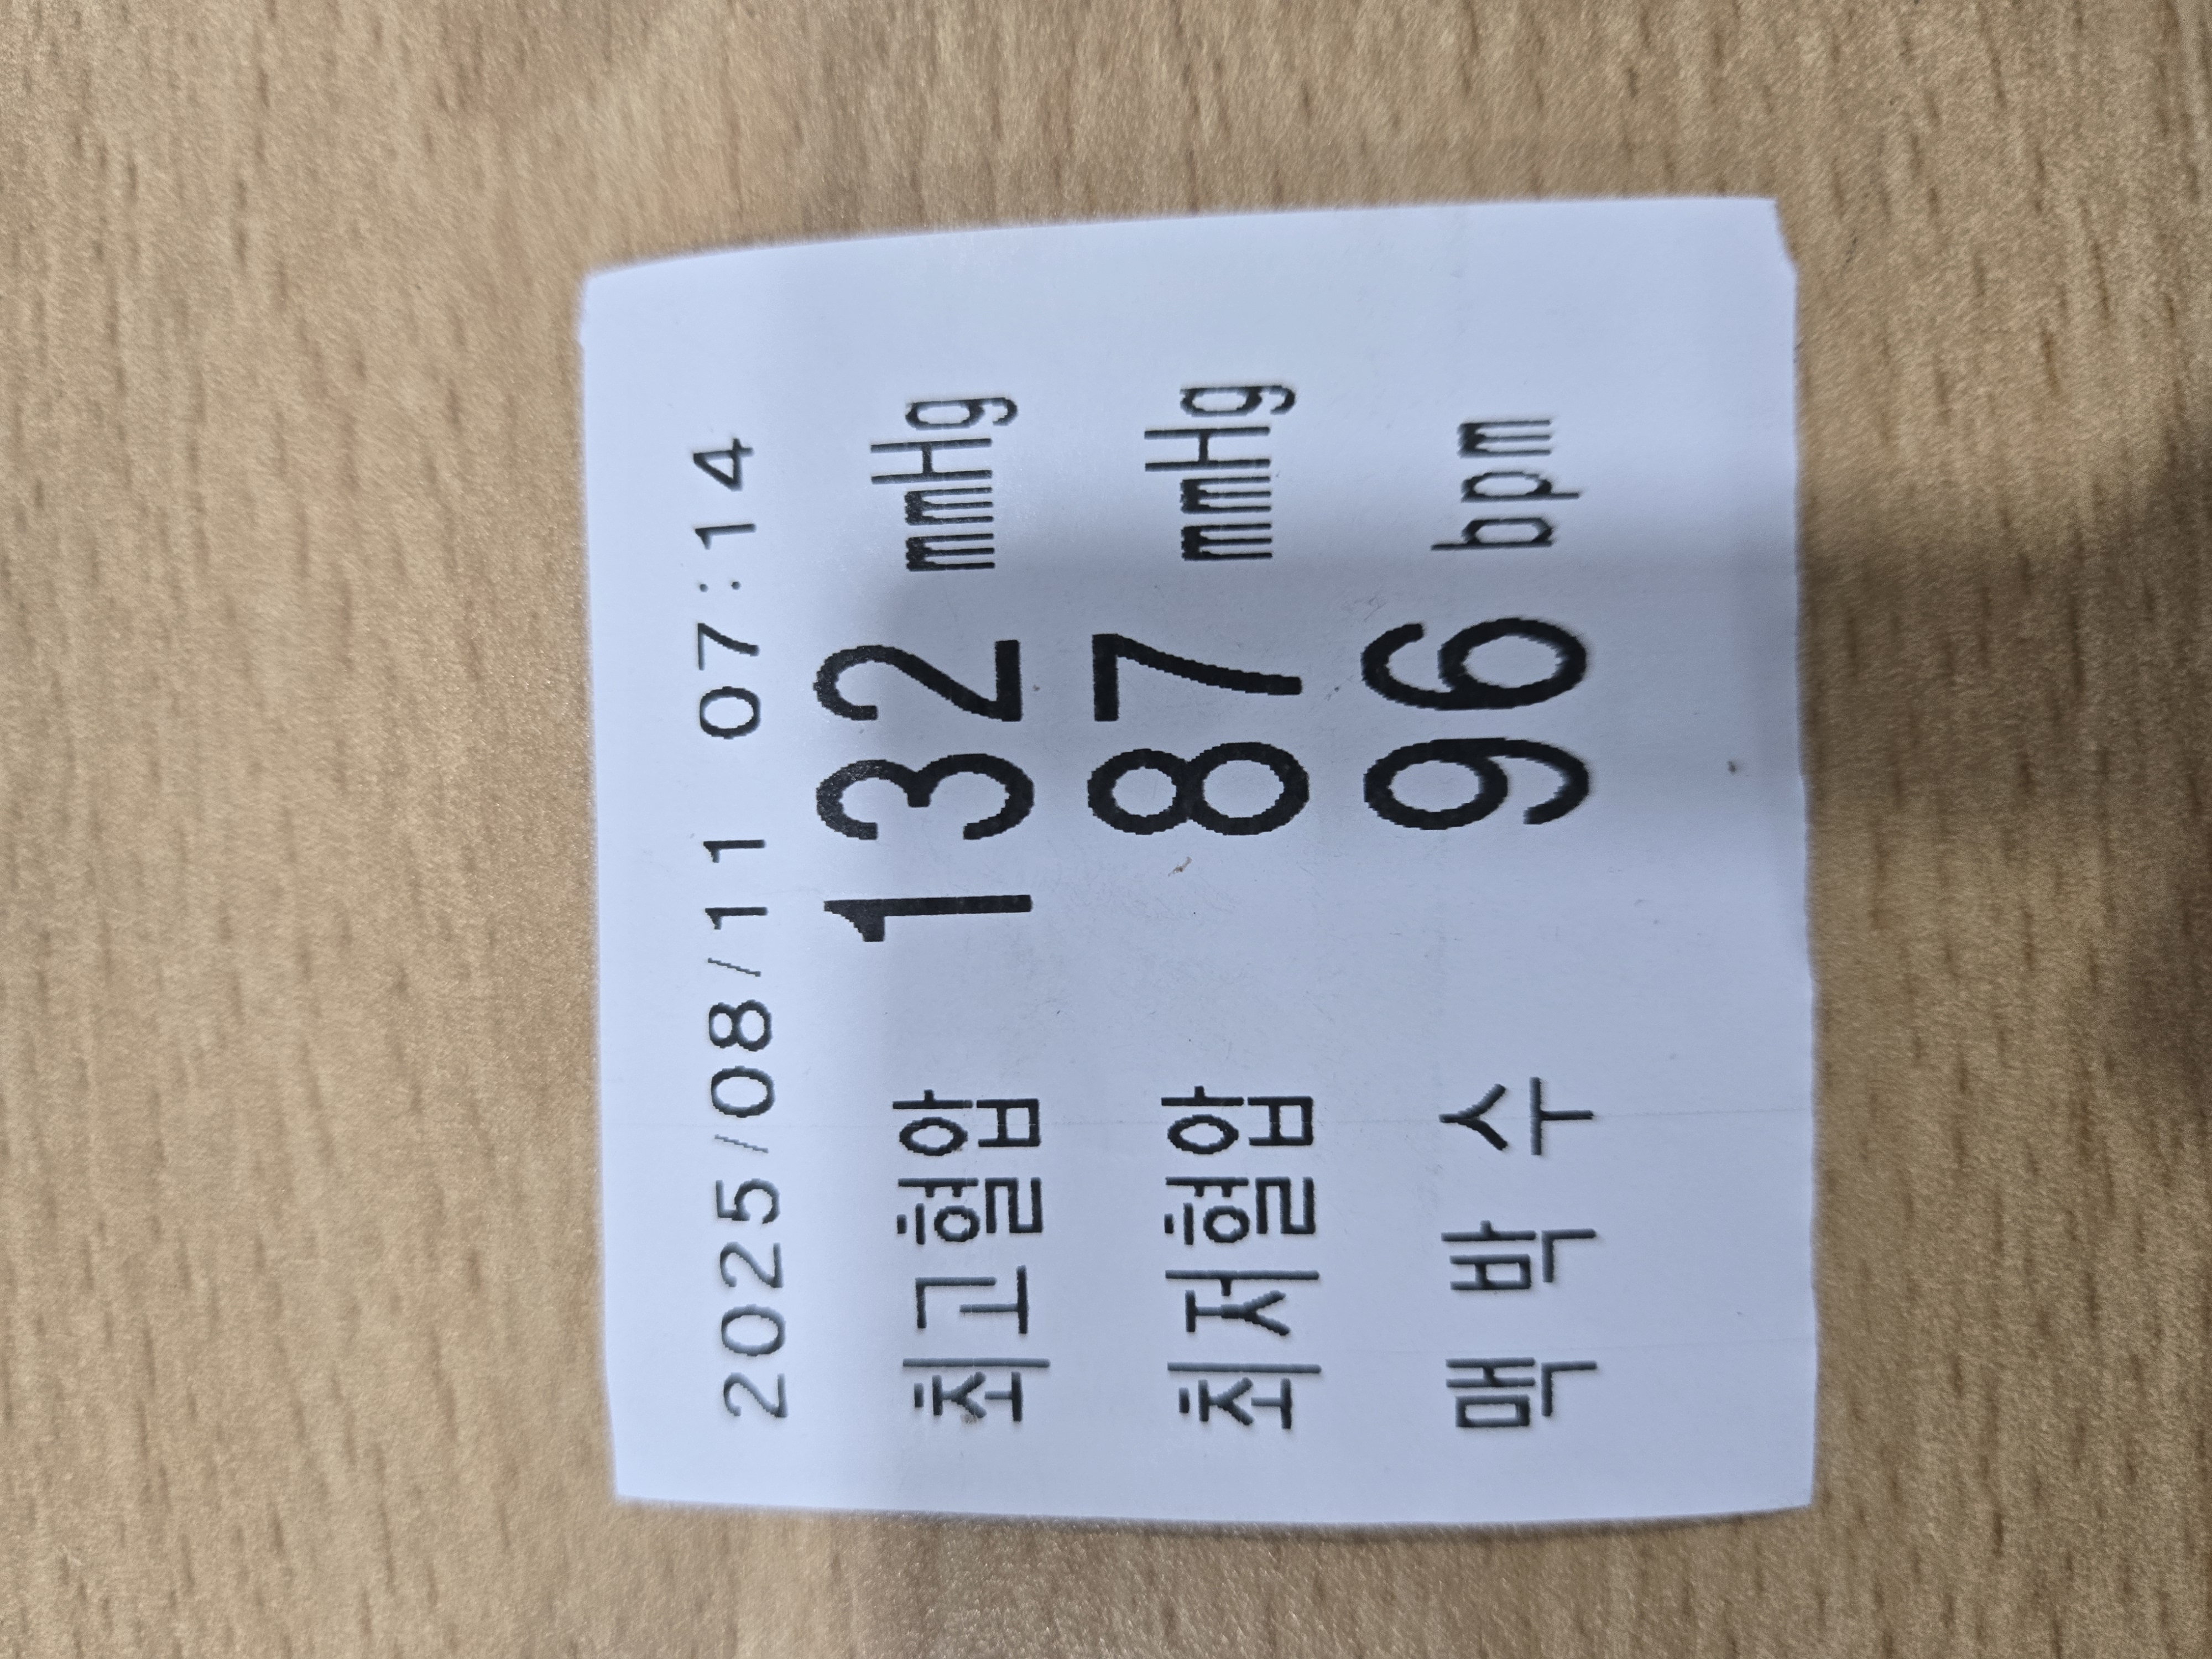 2025/08/11 07:14
최고혈압 132 mmHg
최저혈압 87 mmHg
맥박수 96 bpm